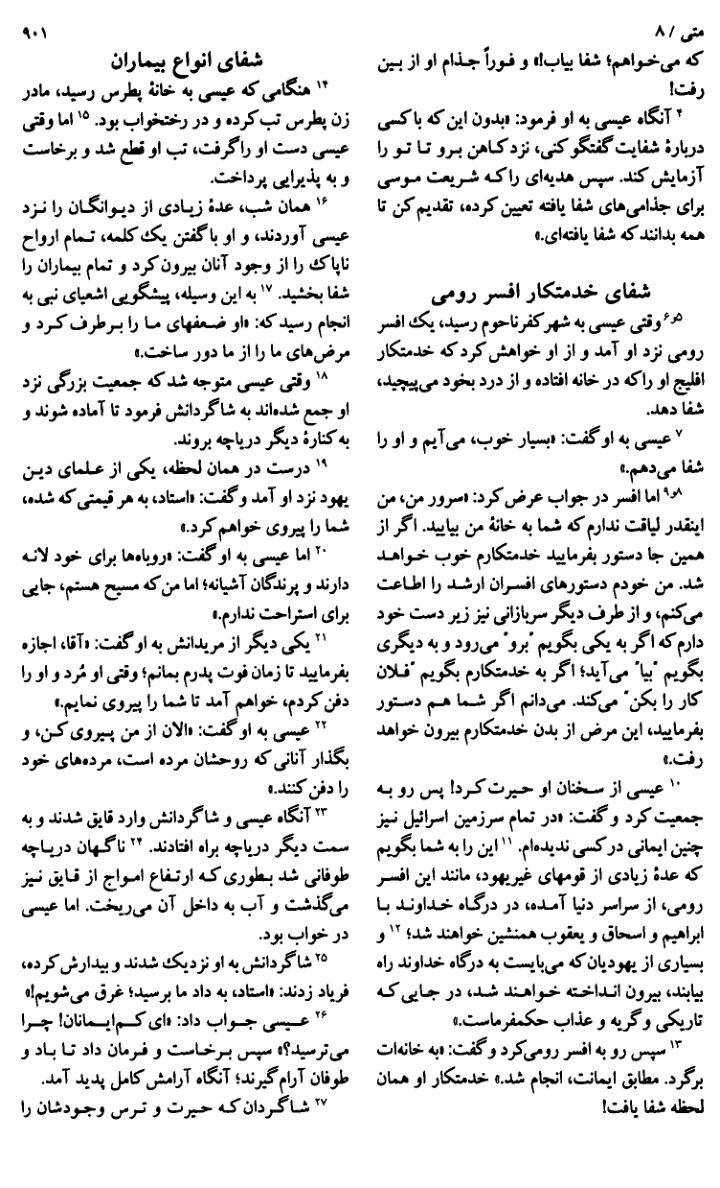 متی / ۸
۹۰۱
که می‌خواهم؛ شفا بیاب!» و فوراً جذام او از بین
رفت!
۴ آنگاه عیسی به او فرمود: «بدون این که با کسی
دربارهٔ شفایت گفتگو کنی، نزد کاهن برو تا تو را
آزمایش کند. سپس هدیه‌ای را که شریعت موسی
برای جذامی‌های شفا یافته تعیین کرده، تقدیم کن تا
همه بدانند که شفا یافته‌ای.»
شفای خدمتکار افسر رومی
۵و۶ وقتی عیسی به شهر کفرناحوم رسید، یک افسر
رومی نزد او آمد و از او خواهش کرد که خدمتکار
افلیج او را که در خانه افتاده و از درد بخود می‌پیچید،
شفا دهد.
۷ عیسی به او گفت: «بسیار خوب، می‌آیم و او را
شفا می‌دهم.»
۸و۹ اما افسر در جواب عرض کرد: «سرور من، من
اینقدر لیاقت ندارم که شما به خانهٔ من بیایید. اگر از
همین جا دستور بفرمایید خدمتکارم خوب خواهد
شد. من خودم دستورهای افسران ارشد را اطاعت
می‌کنم، و از طرف دیگر سربازانی نیز زیر دست خود
دارم که اگر به یکی بگویم "برو" می‌رود و به دیگری
بگویم "بیا" می‌آید؛ اگر به خدمتکارم بگویم "فلان
کار را بکن" می‌کند. می‌دانم اگر شما هم دستور
بفرمایید، این مرض از بدن خدمتکارم بیرون خواهد
رفت.»
۱۰ عیسی از سخنان او حیرت کرد! پس رو به
جمعیت کرد و گفت: «در تمام سرزمین اسرائیل نیز
چنین ایمانی در کسی ندیده‌ام. ۱۱ این را به شما بگویم
که عدهٔ زیادی از قومهای غیریهود، مانند این افسر
رومی، از سراسر دنیا آمده، در درگاه خداوند با
ابراهیم و اسحاق و یعقوب همنشین خواهند شد؛ ۱۲ و
بسیاری از یهودیان که می‌بایست به درگاه خداوند راه
بیابند، بیرون انداخته خواهند شد، در جایی که
تاریکی و گریه و عذاب حکمفرماست.»
۱۳ سپس رو به افسر رومی کرد و گفت: «به خانه‌ات
برگرد. مطابق ایمانت، انجام شد.» خدمتکار او همان
لحظه شفا یافت!
شفای انواع بیماران
۱۴ هنگامی که عیسی به خانهٔ پطرس رسید، مادر
زن پطرس تب کرده و در رختخواب بود. ۱۵ اما وقتی
عیسی دست او را گرفت، تب او قطع شد و برخاست
و به پذیرایی پرداخت.
۱۶ همان شب، عدهٔ زیادی از دیوانگان را نزد
عیسی آوردند، و او با گفتن یک کلمه، تمام ارواح
ناپاک را از وجود آنان بیرون کرد و تمام بیماران را
شفا بخشید. ۱۷ به این وسیله، پیشگویی اشعیای نبی به
انجام رسید که: «او ضعفهای ما را برطرف کرد و
مرض‌های ما را از ما دور ساخت.»
۱۸ وقتی عیسی متوجه شد که جمعیت بزرگی نزد
او جمع شده‌اند به شاگردانش فرمود تا آماده شوند و
به کنارهٔ دیگر دریاچه بروند.
۱۹ درست در همان لحظه، یکی از علمای دین
یهود نزد او آمد و گفت: «استاد، به هر قیمتی که شده،
شما را پیروی خواهم کرد.»
۲۰ اما عیسی به او گفت: «روباه‌ها برای خود لانه
دارند و پرندگان آشیانه؛ اما من که مسیح هستم، جایی
برای استراحت ندارم.»
۲۱ یکی دیگر از مریدانش به او گفت: «آقا، اجازه
بفرمایید تا زمان فوت پدرم بمانم؛ وقتی او مُرد و او را
دفن کردم، خواهم آمد تا شما را پیروی نمایم.»
۲۲ عیسی به او گفت: «الان از من پیروی کن، و
بگذار آنانی که روحشان مرده است، مرده‌های خود
را دفن کنند.»
۲۳ آنگاه عیسی و شاگردانش وارد قایق شدند و به
سمت دیگر دریاچه براه افتادند. ۲۴ ناگهان دریاچه
طوفانی شد بطوری که ارتفاع امواج از قایق نیز
می‌گذشت و آب به داخل آن می‌ریخت. اما عیسی
در خواب بود.
۲۵ شاگردانش به او نزدیک شدند و بیدارش کرده،
فریاد زدند: «استاد، به داد ما برسید؛ غرق می‌شویم!»
۲۶ عیسی جواب داد: «ای کم‌ایمانان! چرا
می‌ترسید؟» سپس برخاست و فرمان داد تا باد و
طوفان آرام گیرند؛ آنگاه آرامش کامل پدید آمد.
۲۷ شاگردان که حیرت و ترس وجودشان را